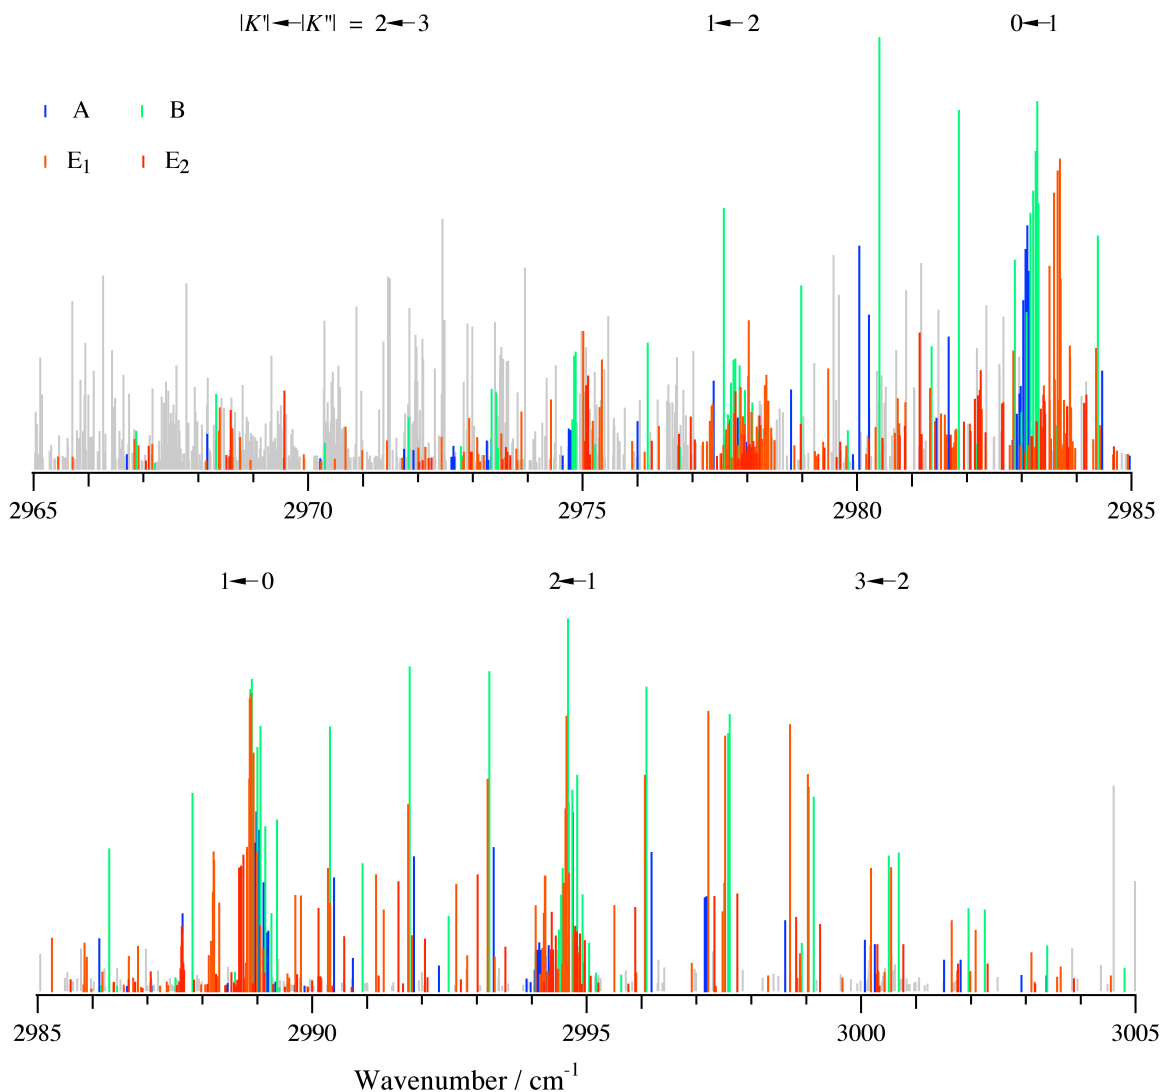 |K'|←|K"| = 2←3 1←2 0←1
A B
E1 E2
2965 2970 2975 2980 2985
1←0 2←1 3←2
2985 2990 2995 3000 3005
Wavenumber / cm-1